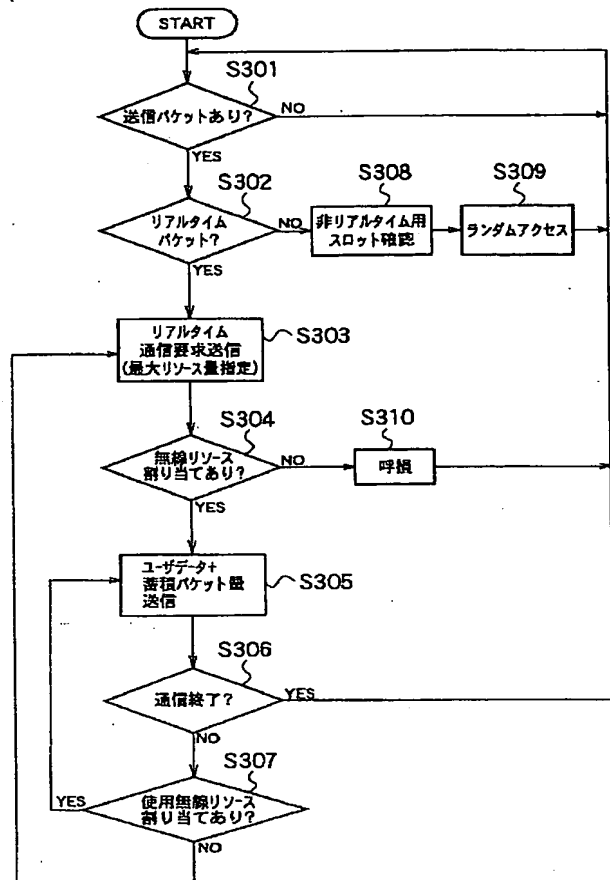 START
S301
送信パケットあり?
NO
YES
S302
リアルタイム
パケット?
NO
YES
S308
非リアルタイム用
スロット確認
S309
ランダムアクセス
リアルタイム
通信要求送信
(最大リソース量指定)
S303
S304
無線リソース
割り当てあり?
NO
YES
S310
呼損
ユーザデータ+
蓄積パケット量
送信
S305
S306
通信終了?
YES
NO
S307
使用無線リソース
割り当てあり?
YES
NO